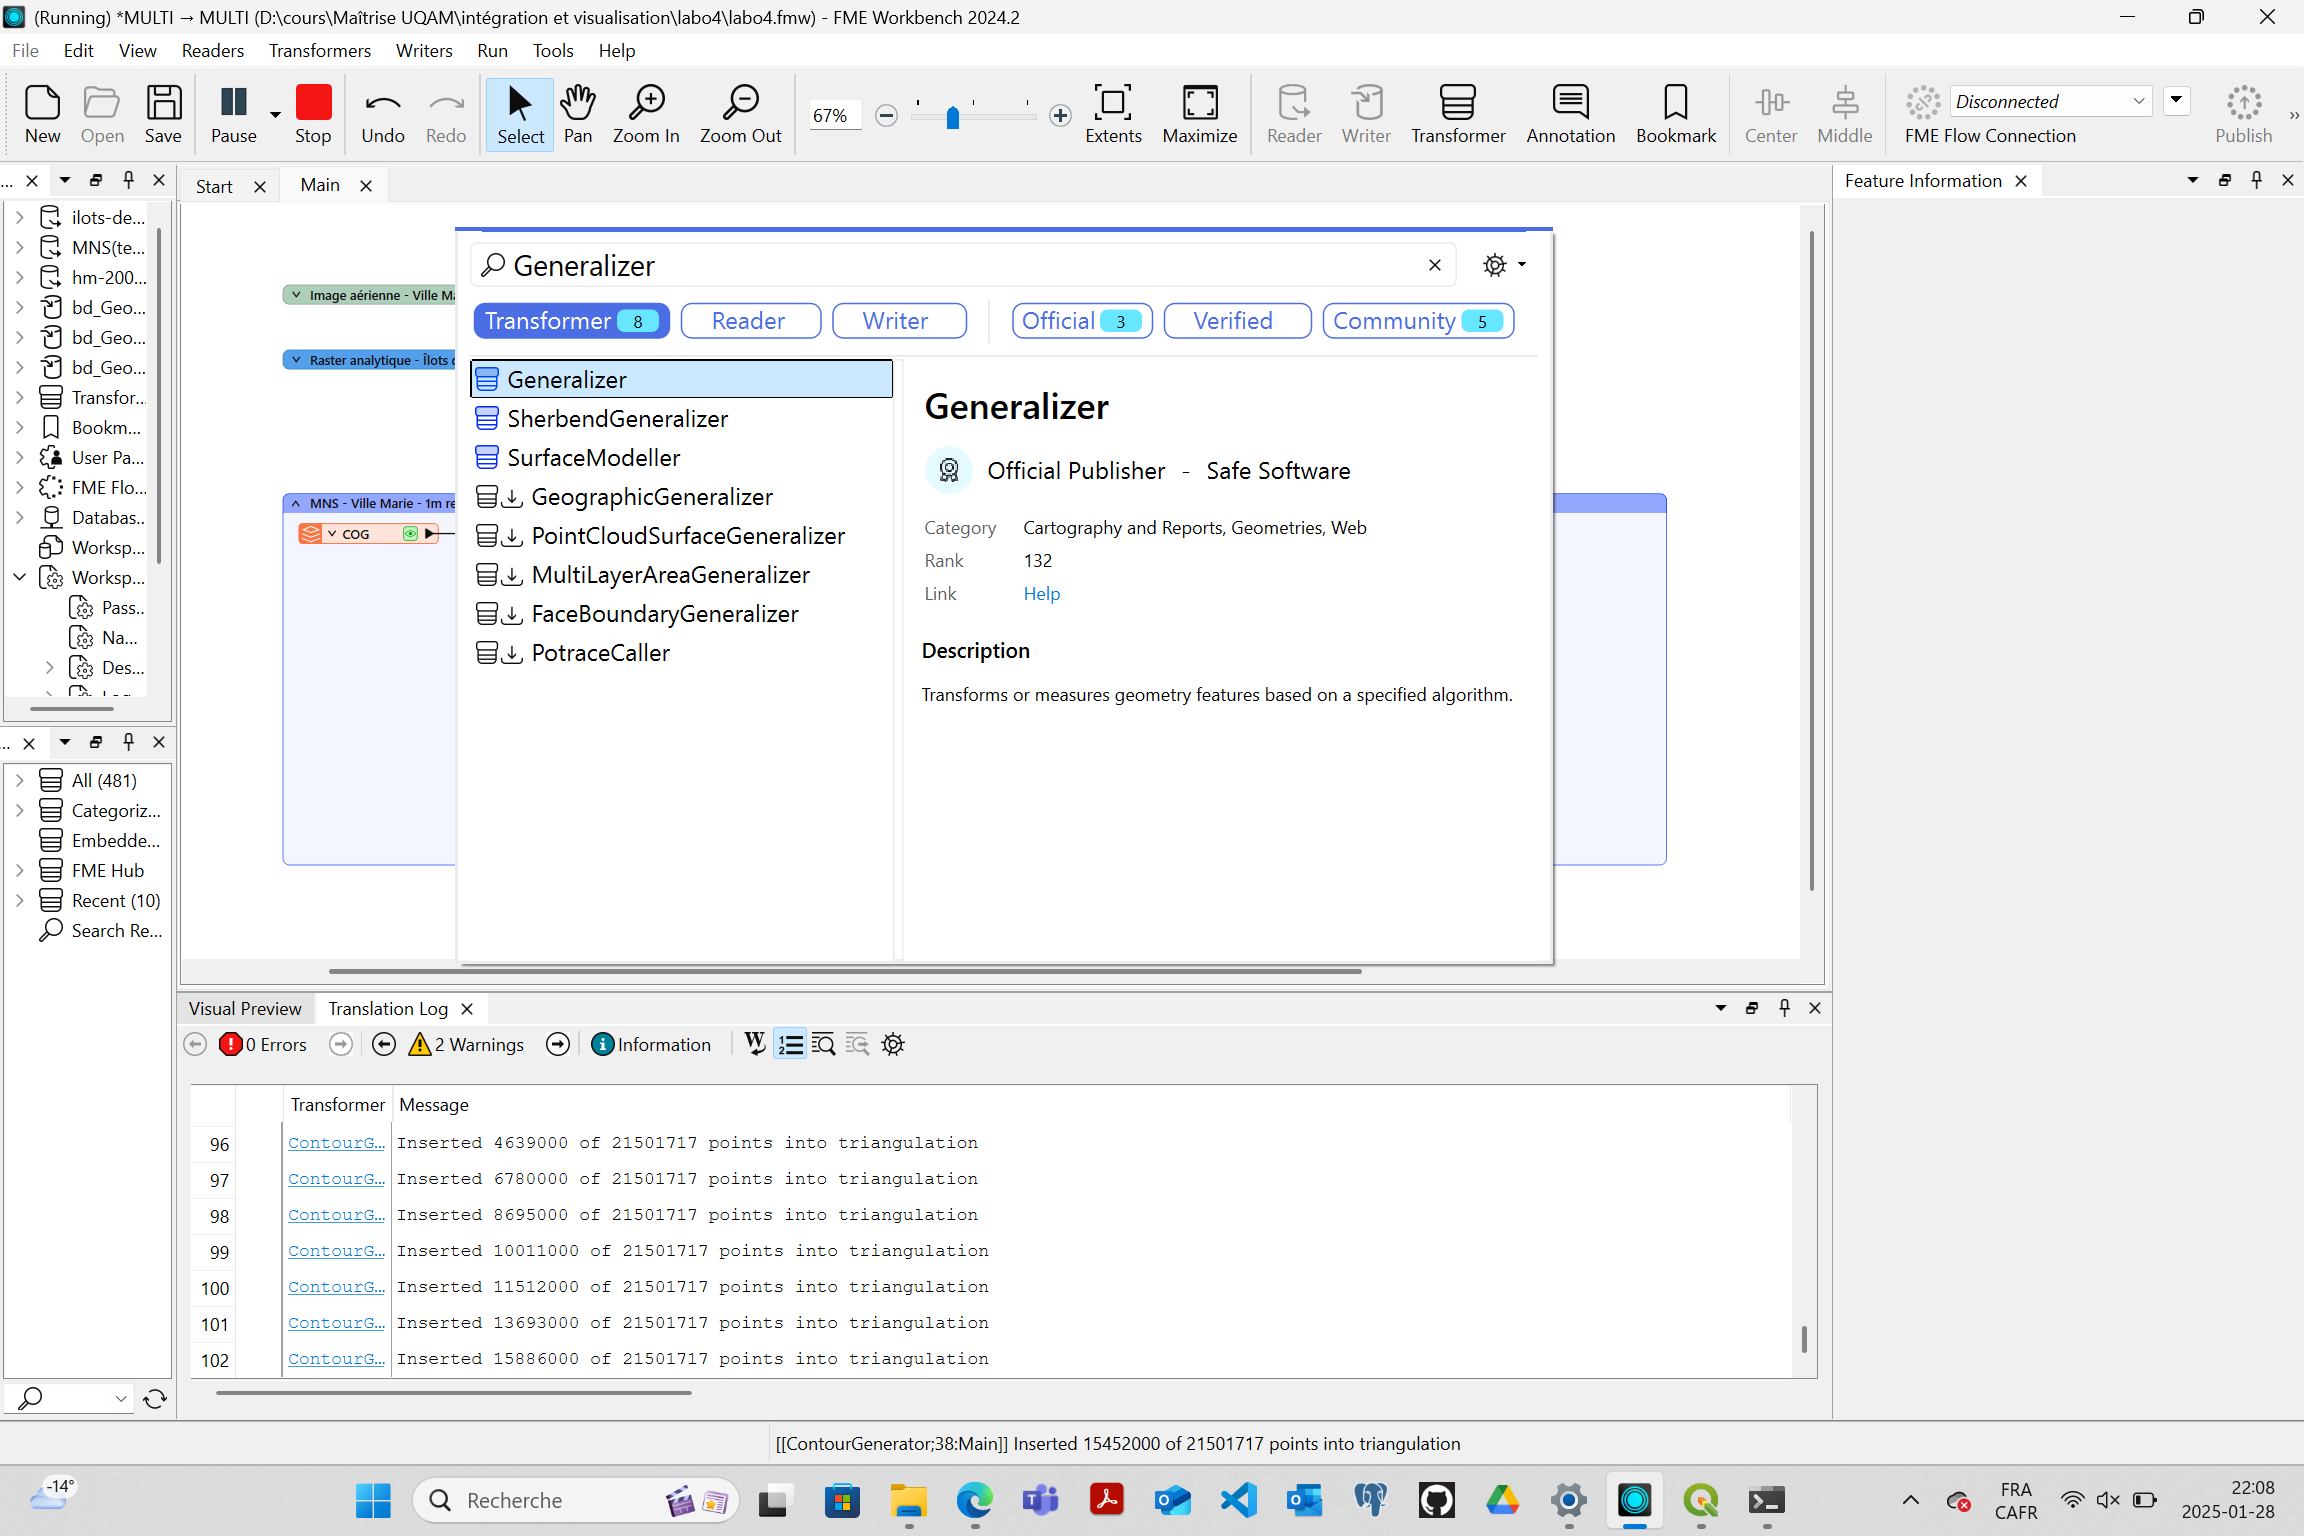 (Running) *MULTI → MULTI (D:\cours\Maîtrise UQAM\intégration et visualisation\labo4\labo4.fmw) - FME Workbench 2024.2
File Edit View Readers Transformers Writers Run Tools Help
New Open Save Pause Stop Undo Redo Select Pan Zoom In Zoom Out 67% Extents Maximize Reader Writer Transformer Annotation Bookmark Center Middle Disconnected FME Flow Connection Publish
Start Main
Feature Information
ilots-de...
MNS(te...
hm-200...
bd_Geo...
bd_Geo...
bd_Geo...
Transfor...
Bookm...
User Pa...
FME Flo...
Databas...
Worksp...
Worksp...
Pass...
Na...
Des...
All (481)
Categoriz...
Embedde...
FME Hub
Recent (10)
Search Re...
Image aérienne - Ville Ma
Raster analytique - Îlots
MNS - Ville Marie - 1m re
COG
Generalizer
Transformer 8 Reader Writer Official 3 Verified Community 5
Generalizer
SherbendGeneralizer
SurfaceModeller
GeographicGeneralizer
PointCloudSurfaceGeneralizer
MultiLayerAreaGeneralizer
FaceBoundaryGeneralizer
PotraceCaller
Generalizer
Official Publisher - Safe Software
Category Cartography and Reports, Geometries, Web
Rank 132
Link Help
Description
Transforms or measures geometry features based on a specified algorithm.
Visual Preview Translation Log
0 Errors 2 Warnings Information
Transformer Message
96 ContourG... Inserted 4639000 of 21501717 points into triangulation
97 ContourG... Inserted 6780000 of 21501717 points into triangulation
98 ContourG... Inserted 8695000 of 21501717 points into triangulation
99 ContourG... Inserted 10011000 of 21501717 points into triangulation
100 ContourG... Inserted 11512000 of 21501717 points into triangulation
101 ContourG... Inserted 13693000 of 21501717 points into triangulation
102 ContourG... Inserted 15886000 of 21501717 points into triangulation
[[ContourGenerator;38:Main]] Inserted 15452000 of 21501717 points into triangulation
-14°
Recherche
FRA
CAFR
22:08
2025-01-28